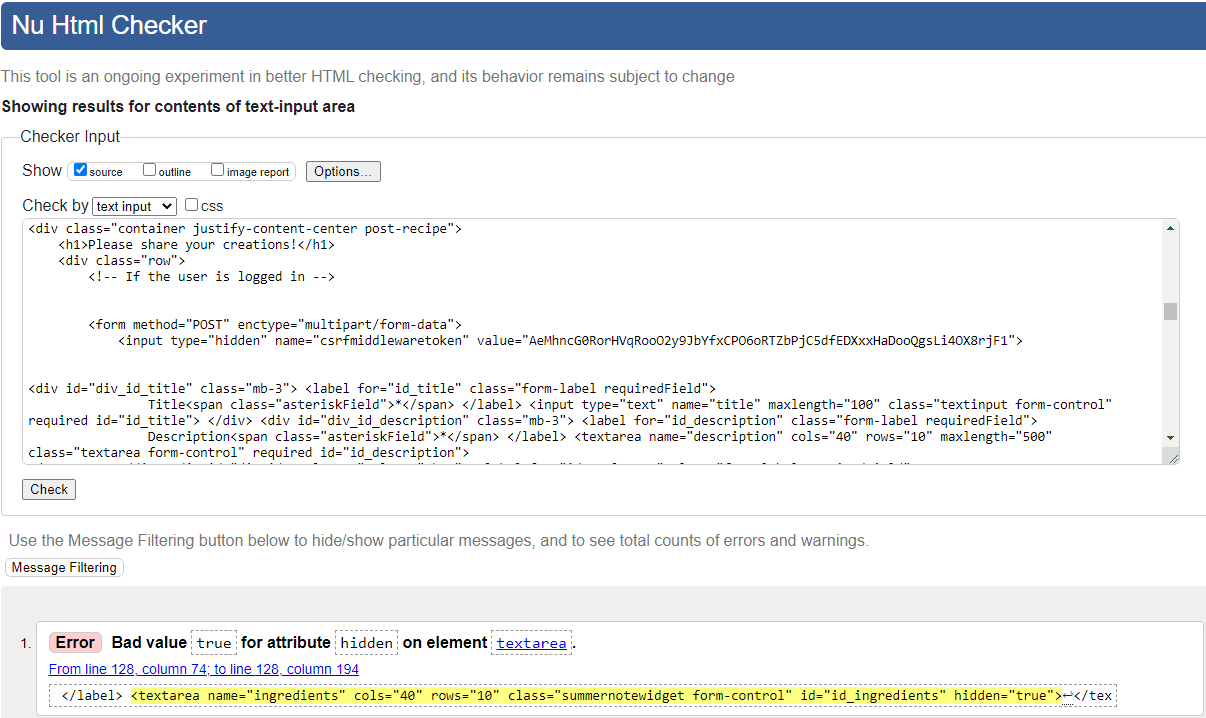 Nu Html Checker
This tool is an ongoing experiment in better HTML checking, and its behavior remains subject to change
Showing results for contents of text-input area
Checker Input
Show source outline image report Options...
Check by text input css
<div class="container justify-content-center post-recipe">
<h1>Please share your creations!</h1>
<div class="row">
<!-- If the user is logged in -->
<form method="POST" enctype="multipart/form-data">
<input type="hidden" name="csrfmiddlewaretoken" value="AeMhncG0RorHVqRooO2y9JbYfxCPO6oRTZbPjC5dfEDXxxHaDooQgsLi4OX8rjF1">
<div id="div_id_title" class="mb-3"> <label for="id_title" class="form-label requiredField">
Title<span class="asteriskField">*</span> </label> <input type="text" name="title" maxlength="100" class="textinput form-control"
required id="id_title"> </div> <div id="div_id_description" class="mb-3"> <label for="id_description" class="form-label requiredField">
Description<span class="asteriskField">*</span> </label> <textarea name="description" cols="40" rows="10" maxlength="500"
class="textarea form-control" required id="id_description">
Check
Use the Message Filtering button below to hide/show particular messages, and to see total counts of errors and warnings.
Message Filtering
1. Error Bad value true for attribute hidden on element textarea.
From line 128, column 74; to line 128, column 194
</label> <textarea name="ingredients" cols="40" rows="10" class="summernotewidget form-control" id="id_ingredients" hidden="true">↩</tex